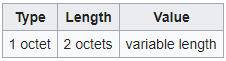 Type Length Value
1 octet 2 octets variable length